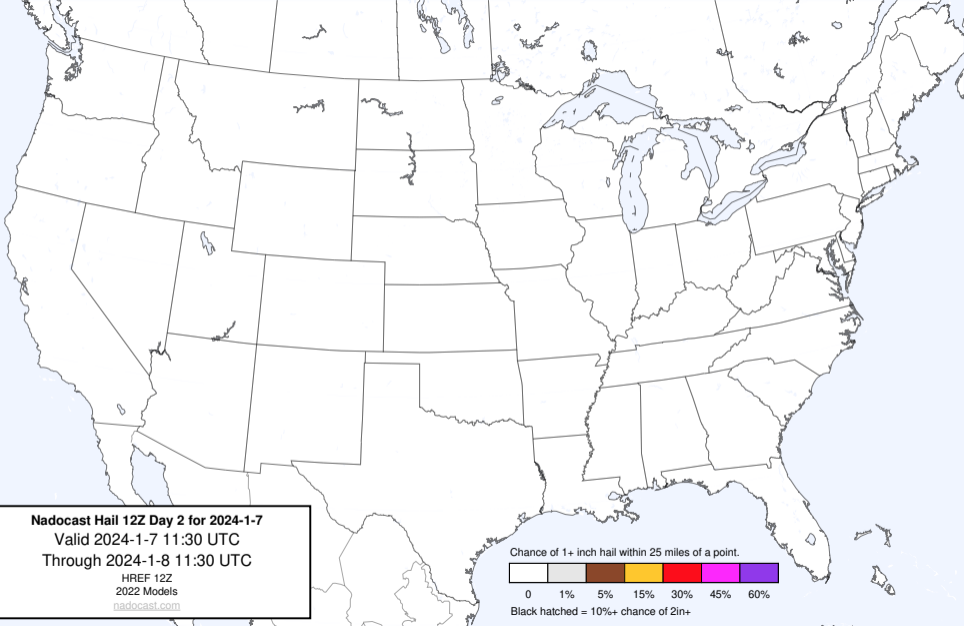 Nadocast Hail 12Z Day 2 for 2024-1-7
Valid 2024-1-7 11:30 UTC
Through 2024-1-8 11:30 UTC
HREF 12Z
2022 Models
nadocast.com
Chance of 1+ inch hail within 25 miles of a point.
0 1% 5% 15% 30% 45% 60%
Black hatched = 10%+ chance of 2in+